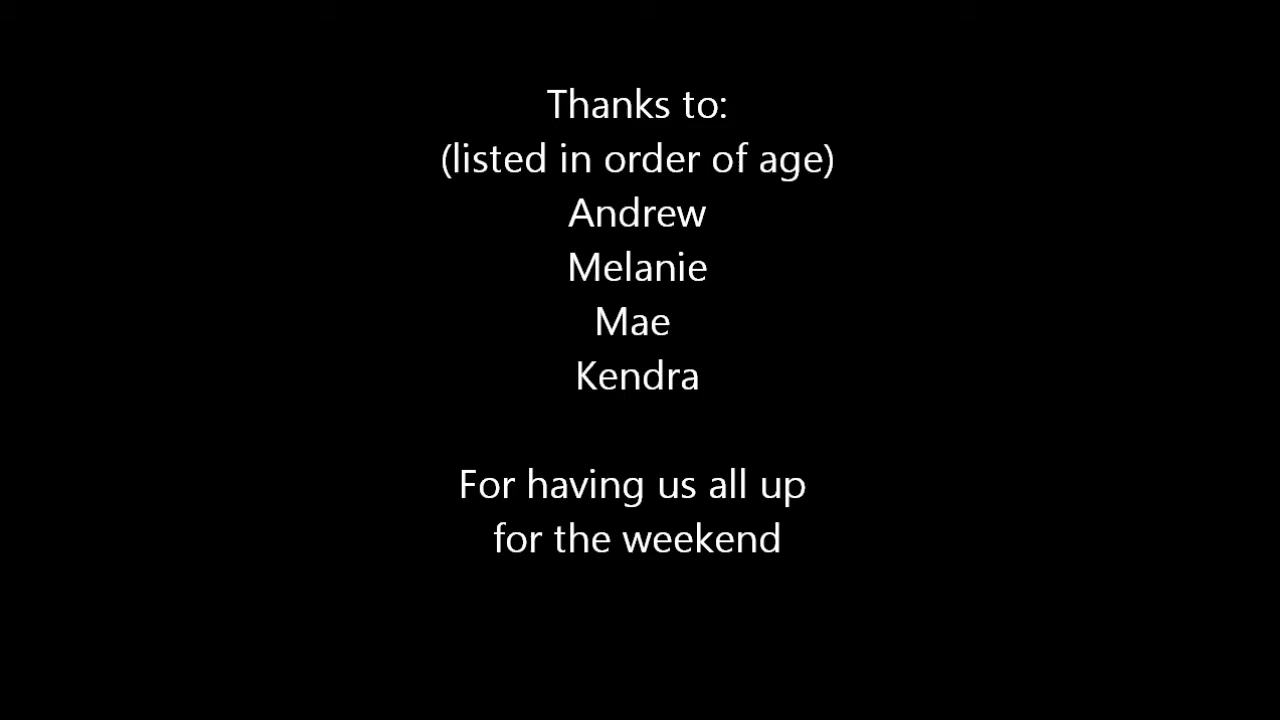 Thanks to:
(listed in order of age)
Andrew
Melanie
Mae
Kendra
For having us all up
for the weekend